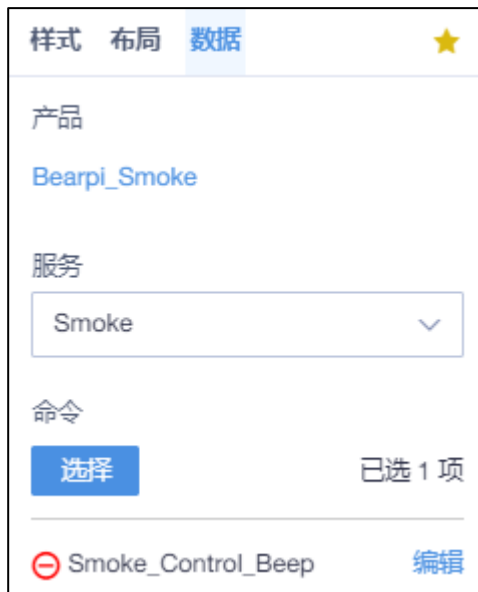 样式 布局 数据
产品
Bearpi_Smoke
服务
Smoke
命令
选择 已选 1 项
Smoke_Control_Beep 编辑